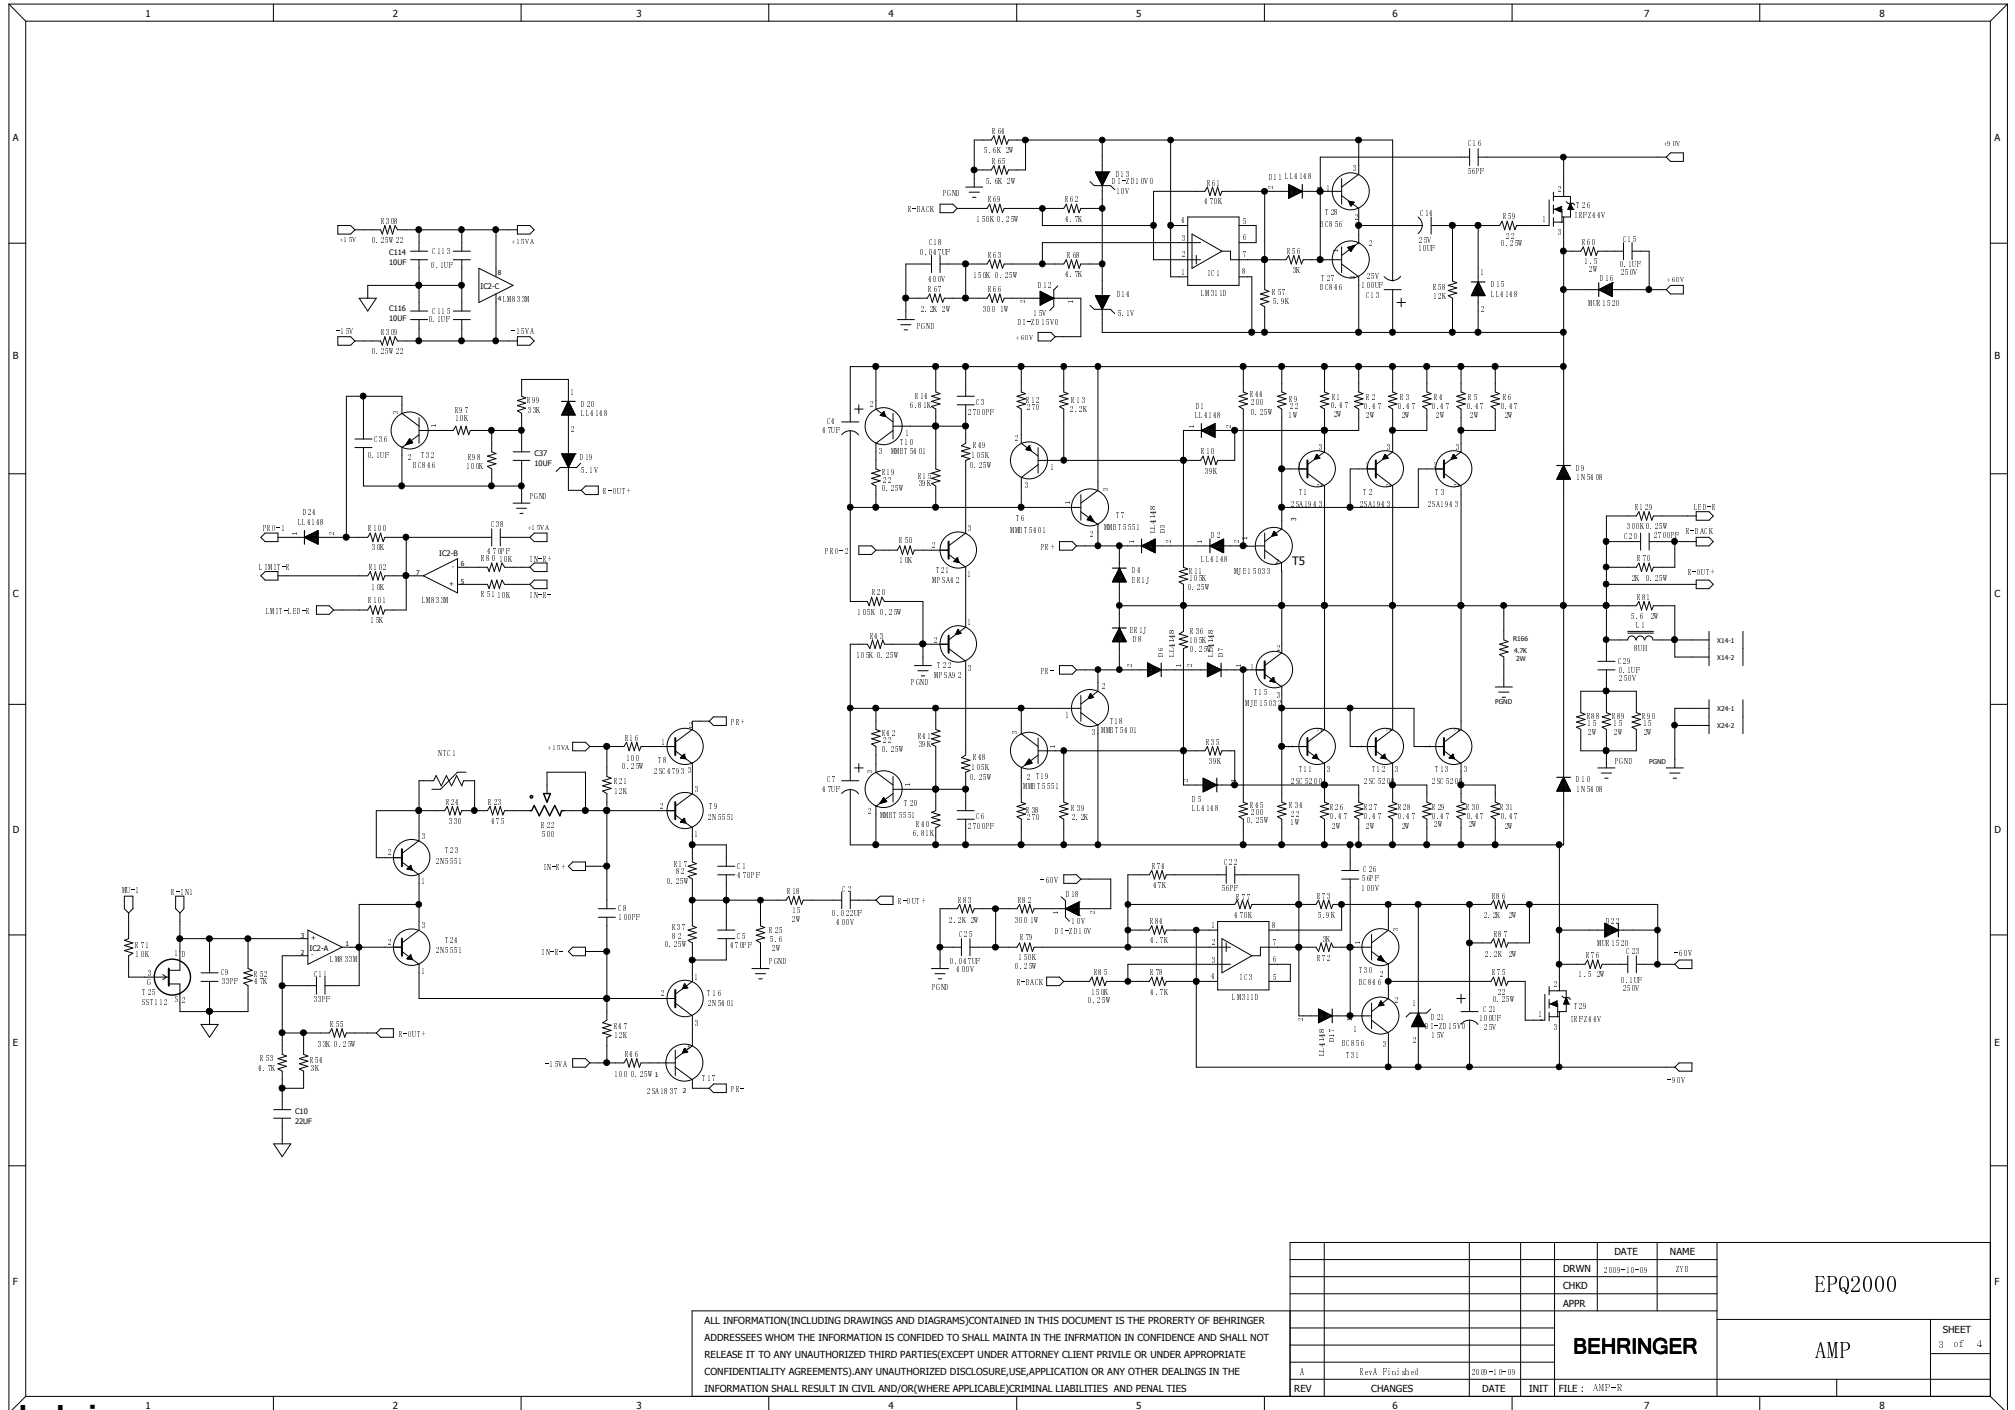 1 2 3 4 5 6 7 8
A A
B B
C C
D D
E E
F F
R308
+15V
0.25W 22
+15VA
C114
10UF
C113
0.1UF
8
IC2-C
4 LM833M
C116
10UF
C115
0.1UF
-15V
R309
0.25W 22
-15VA
R64
5.6K 2W
R65
5.6K 2W
PGND
D13
DI-ZD10V0
10V
R-BACK
R69
150K 0.25W
R62
4.7K
R61
470K
D11 LL4148
T28
BC856
C16
56PF
+90V
T26
IRFZ44V
C14
25V
10UF
R59
22
0.25W
C18
0.047UF
400V
R63
150K 0.25W
R68
4.7K
IC1
LM311D
R56
3K
T27
BC846
25V
100UF
C13
R60
1.5
2W
C15
0.1UF
250V
D16
MUR1520
+60V
R67
2.2K 2W
R66
300 1W
D12
15V
DI-ZD15V0
+60V
D14
5.1V
R57
5.9K
R58
12K
D15
LL4148
PGND
R99
33K
D20
LL4148
R97
10K
T32
BC846
C36
0.1UF
R98
100K
C37
10UF
D19
5.1V
R-OUT+
PGND
D24
LL4148
PRO-1
R100
30K
C38
470PF
+15VA
IC2-B
R80 10K
IN-R+
LIMIT-R
R102
10K
LM833M
R51 10K
IN-R-
LMIT-LED-R
R101
15K
C4
47UF
T10
MMBT5401
R14
6.81K
C3
2700PF
R12
270
R13
2.2K
R19
22
0.25W
R15
39K
R49
105K
0.25W
D1
LL4148
R10
39K
R44
200
0.25W
R9
22
1W
R1
0.47
2W
R2
0.47
2W
R3
0.47
2W
R4
0.47
2W
R5
0.47
2W
R6
0.47
2W
T6
MMBT5401
T7
MMBT5551
T1
2SA1943
T2
2SA1943
T3
2SA1943
D9
1N5408
PRO-2
R50
10K
T21
MPSA42
PR+
LL4148
D3
D2
LL4148
MJE15033
T5
D4
ER1J
R11
105K
0.25W
R129
300K 0.25W
LED-R
R-BACK
C20 2700PF
R70
2K 0.25W
R-OUT+
R20
105K 0.25W
R81
5.6 2W
L1
8UH
X14-1
X14-2
R43
105K 0.25W
T22
MPSA92
PGND
ER1J
D8
R36
105K
0.25W
D6
LL4148
LL4148
D7
PR-
T15
R166
4.7K
2W
PGND
C29
0.1UF
250V
R88
15
2W
R89
15
2W
R90
15
2W
PGND
X24-1
X24-2
PGND
T18
MMBT5401
R42
22
0.25W
R41
39K
R48
105K
0.25W
T19
MMBT5551
R35
39K
D5
LL4148
T11
2SC5200
T12
2SC5200
T13
C7
47UF
T20
MMBT5551
R40
6.81K
C6
2700PF
R38
270
R39
2.2K
R45
200
0.25W
R34
22
1W
R26
0.47
2W
R27
0.47
2W
R28
0.47
2W
R29
0.47
2W
R30
0.47
2W
R31
0.47
2W
D10
1N5408
PR+
+15VA
R16
100
0.25W
T8
2SC4793
NTC1
R24
330
R23
475
R22
500
R21
12K
T9
2N5551
T23
2N5551
IN-R+
R17
82
0.25W
C1
470PF
C8
100PF
R18
15
2W
0.022UF
400V
R-OUT+
MU-1
R-IN1
R71
10K
T25
SST112
C9
33PF
R52
47K
IC2-A
LM833M
C11
33PF
T24
2N5551
IN-R-
R37
82
0.25W
C5
470PF
R25
5.6
2W
PGND
T16
2N5401
R55
33K 0.25W
R-OUT+
R53
4.7K
R54
3K
C10
22UF
R47
12K
-15VA
R46
100 0.25W
T17
2SA1837
PR-
-60V
D18
10V
DI-ZD10V
R74
47K
C22
56PF
C26
56PF
100V
R83
2.2K 2W
R82
300 1W
R77
470K
R73
5.9K
R86
2.2K 2W
C25
0.047UF
400V
R79
150K
0.25W
R84
4.7K
IC3
LM311D
3K
R72
T30
BC846
R87
2.2K 2W
D22
MUR1520
R76
1.5 2W
C23
0.1UF
250V
-60V
PGND
R-BACK
R85
150K
0.25W
R78
4.7K
R75
22
0.25W
LL4148
D17
BC856
T31
D21
DI-ZD15V0
15V
C21
100UF
25V
T29
IRFZ44V
-90V
ALL INFORMATION(INCLUDING DRAWINGS AND DIAGRAMS)CONTAINED IN THIS DOCUMENT IS THE PRORERTY OF BEHRINGER
ADDRESSEES WHOM THE INFORMATION IS CONFIDED TO SHALL MAINTA IN THE INFRMATION IN CONFIDENCE AND SHALL NOT
RELEASE IT TO ANY UNAUTHORIZED THIRD PARTIES(EXCEPT UNDER ATTORNEY CLIENT PRIVILE OR UNDER APPROPRIATE
CONFIDENTIALITY AGREEMENTS).ANY UNAUTHORIZED DISCLOSURE,USE,APPLICATION OR ANY OTHER DEALINGS IN THE
INFORMATION SHALL RESULT IN CIVIL AND/OR(WHERE APPLICABLE)CRIMINAL LIABILITIES AND PENAL TIES
DATE NAME
DRWN 2009-10-09 ZYB
CHKD
APPR
EPQ2000
BEHRINGER
AMP
SHEET
3 of 4
A RevA Finished 2009-10-09
REV CHANGES DATE INIT FILE : AMP-R
1 2 3 4 5 6 7 8